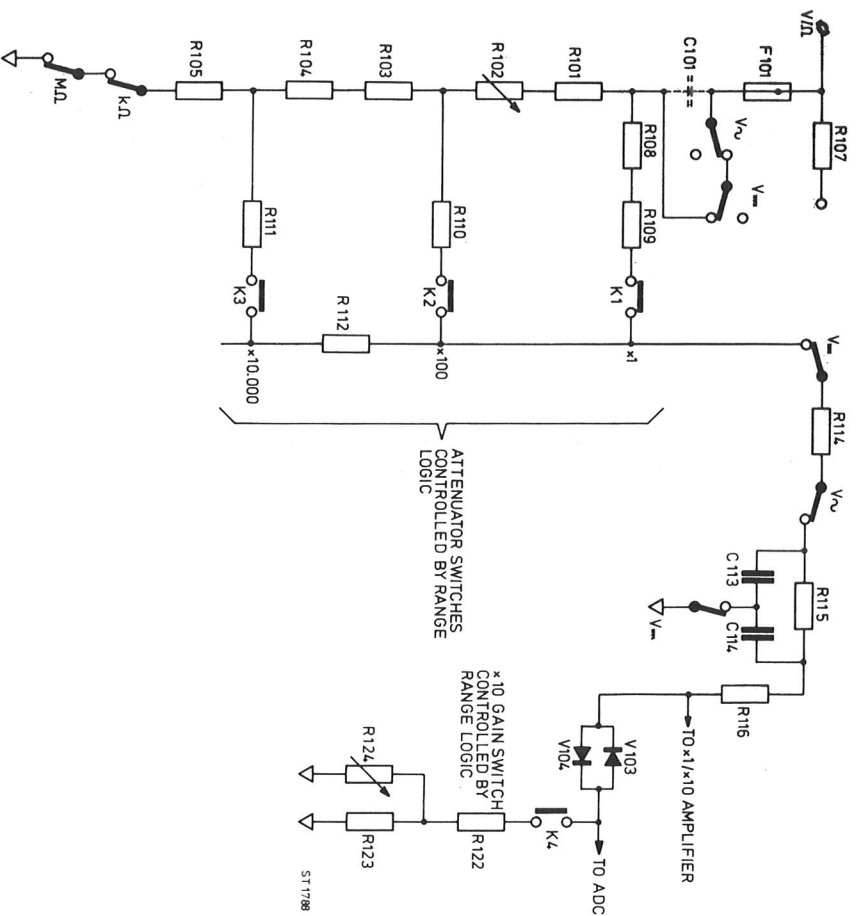 V/Ω
R107
F101
C101
V~
V⎓
R101
R102
R103
R104
R105
kΩ
MΩ
R108
R109
K1
×1
R110
K2
×100
R111
K3
×10.000
R112
V⎓
R114
V~
R115
C113
C114
V⎓
R116
TO ×1/×10 AMPLIFIER
V103
V104
TO ADC
K4
R122
R123
R124
×10 GAIN SWITCH
CONTROLLED BY
RANGE LOGIC
ATTENUATOR SWITCHES
CONTROLLED BY RANGE
LOGIC
ST1788